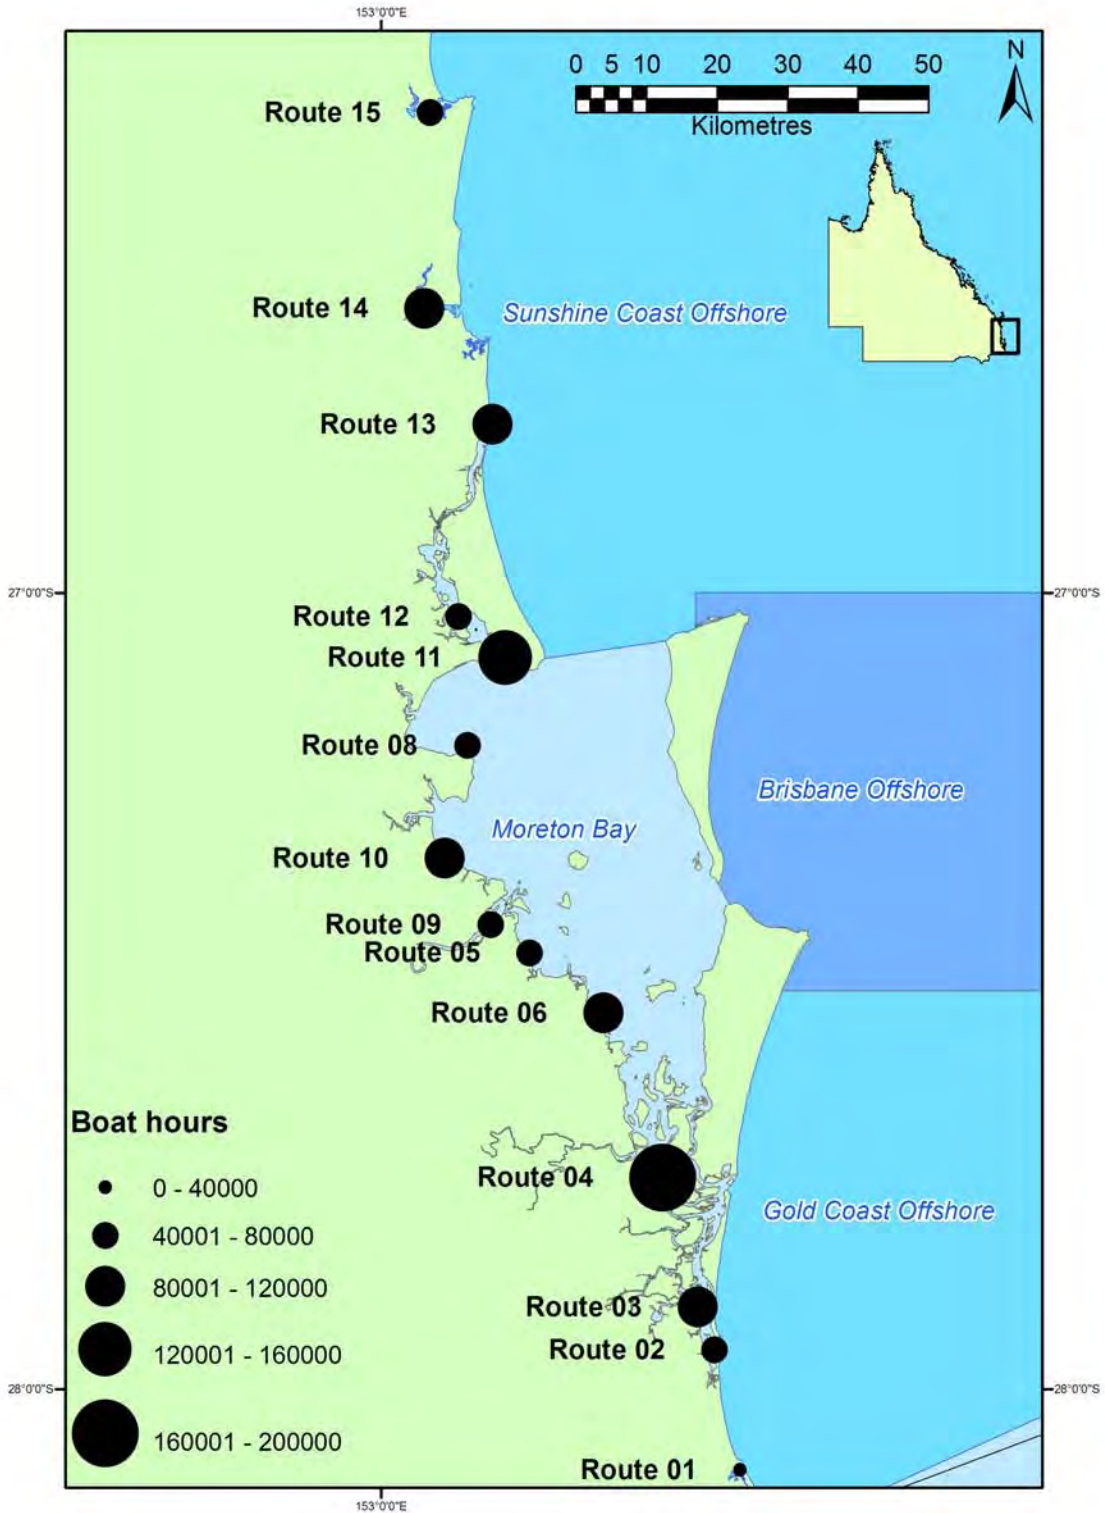 153°0'0"E
0 5 10 20 30 40 50
Kilometres
N
Route 15
Route 14
Sunshine Coast Offshore
Route 13
27°0'0"S
27°0'0"S
Route 12
Route 11
Route 08
Brisbane Offshore
Moreton Bay
Route 10
Route 09
Route 05
Route 06
Boat hours
0 - 40000
40001 - 80000
80001 - 120000
120001 - 160000
160001 - 200000
Route 04
Gold Coast Offshore
Route 03
Route 02
28°0'0"S
28°0'0"S
Route 01
153°0'0"E